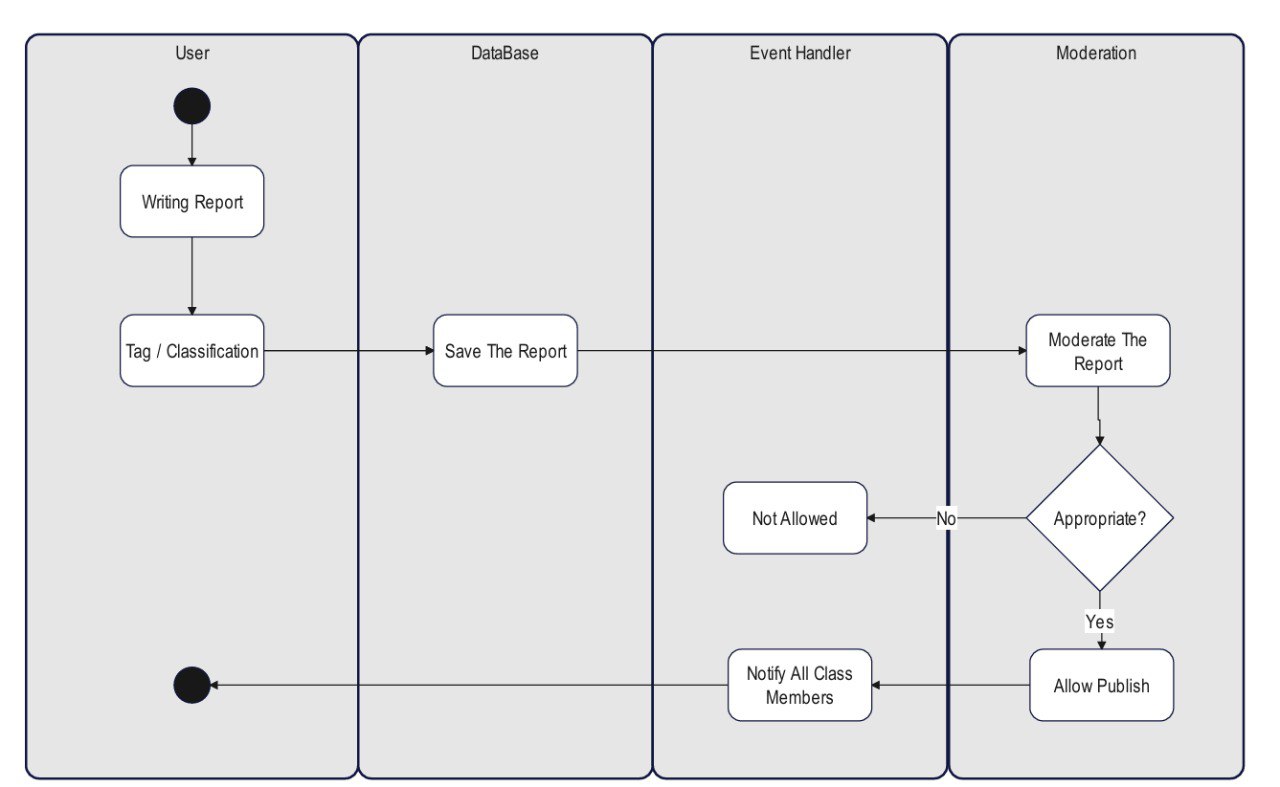 User
DataBase
Event Handler
Moderation
Writing Report
Tag / Classification
Save The Report
Moderate The
Report
Not Allowed
No
Appropriate?
Yes
Notify All Class
Members
Allow Publish